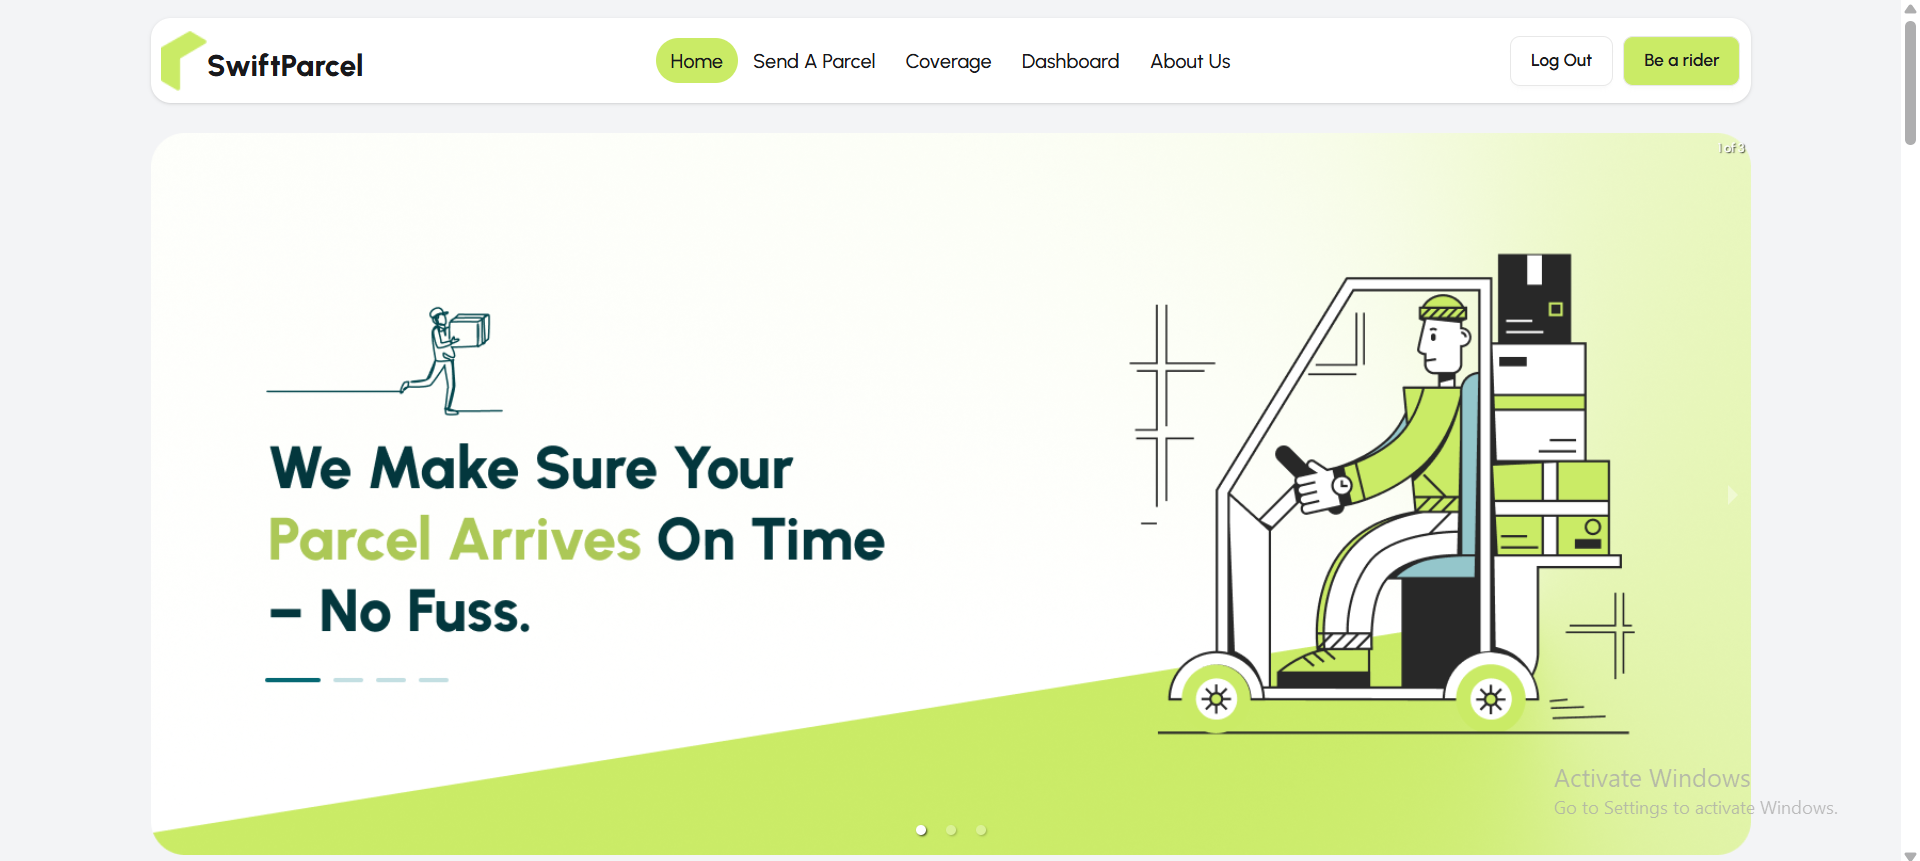 SwiftParcel
Home
Send A Parcel
Coverage
Dashboard
About Us
Log Out
Be a rider
1 of 3
We Make Sure Your
Parcel Arrives On Time
– No Fuss.
Activate Windows
Go to Settings to activate Windows.